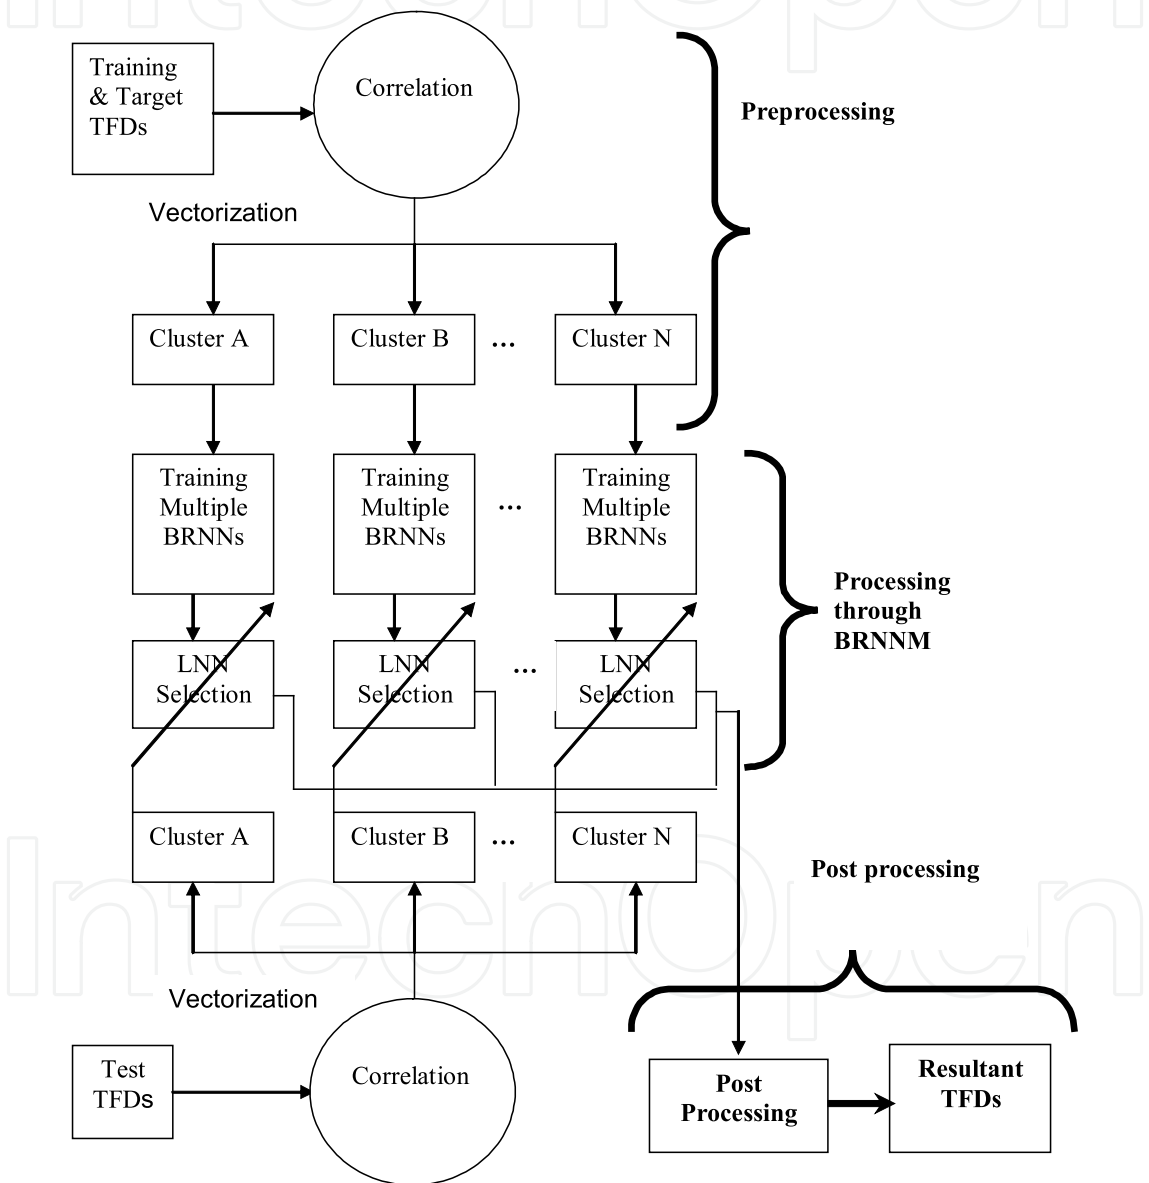 IntechOpen
Training
& Target
TFDs
Correlation
Preprocessing
Vectorization
Cluster A
Cluster B
...
Cluster N
Training
Multiple
BRNNs
Training
Multiple
BRNNs
...
Training
Multiple
BRNNs
Processing
through
BRNNM
LNN
Selection
LNN
Selection
...
LNN
Selection
Cluster A
Cluster B
...
Cluster N
Post processing
IntechOpen
Vectorization
Test
TFDs
Correlation
Post
Processing
Resultant
TFDs